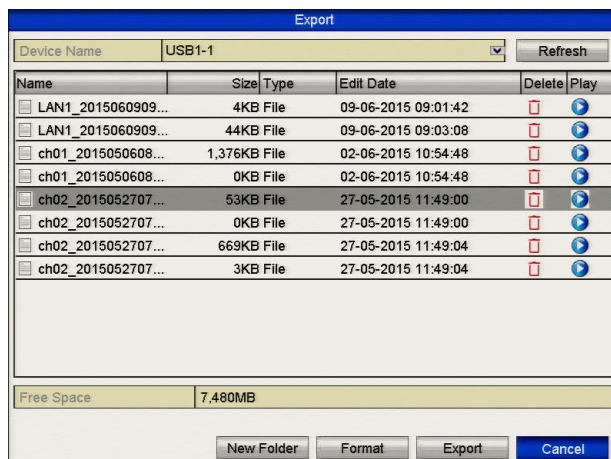 Export
Device Name USB1-1 Refresh
Name Size Type Edit Date Delete Play
LAN1_2015060909... 4KB File 09-06-2015 09:01:42
LAN1_2015060909... 44KB File 09-06-2015 09:03:08
ch01_2015050608... 1,376KB File 02-06-2015 10:54:48
ch01_2015050608... 0KB File 02-06-2015 10:54:48
ch02_2015052707... 53KB File 27-05-2015 11:49:00
ch02_2015052707... 0KB File 27-05-2015 11:49:00
ch02_2015052707... 669KB File 27-05-2015 11:49:04
ch02_2015052707... 3KB File 27-05-2015 11:49:04
Free Space 7,480MB
New Folder Format Export Cancel